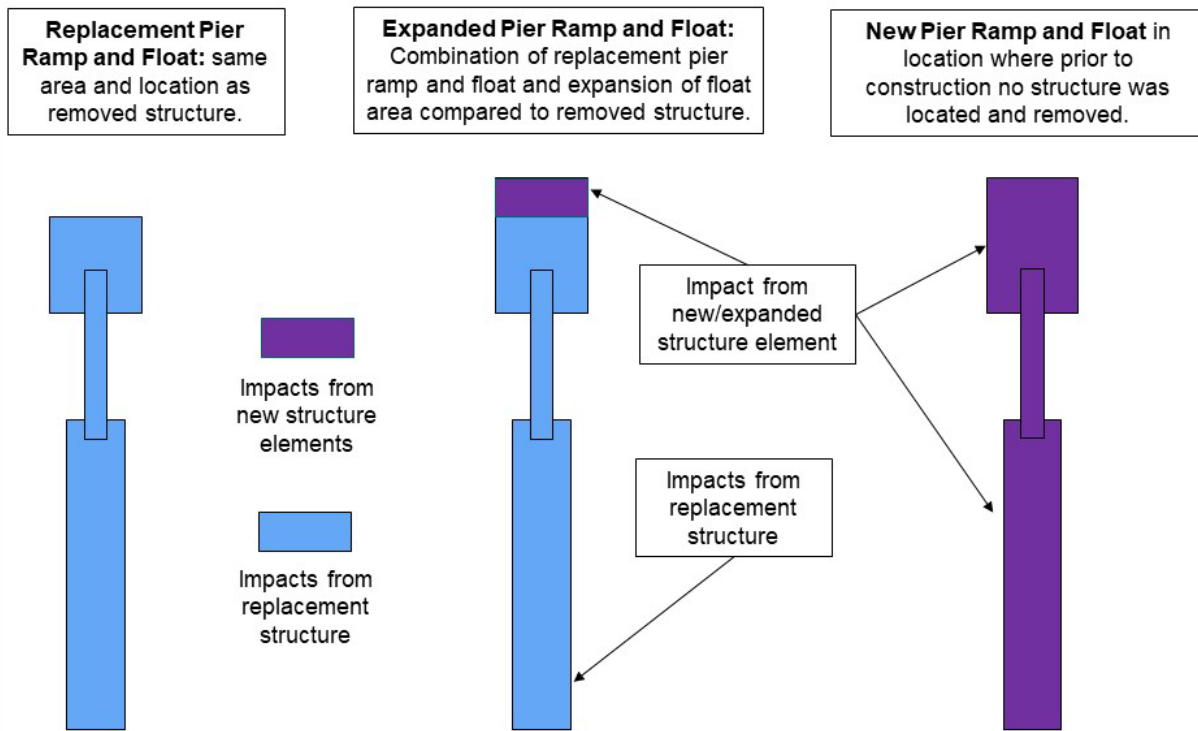 Replacement Pier
Ramp and Float: same
area and location as
removed structure.
Expanded Pier Ramp and Float:
Combination of replacement pier
ramp and float and expansion of float
area compared to removed structure.
New Pier Ramp and Float in
location where prior to
construction no structure was
located and removed.
Impacts from
new structure
elements
Impacts from
replacement
structure
Impact from
new/expanded
structure element
Impacts from
replacement
structure